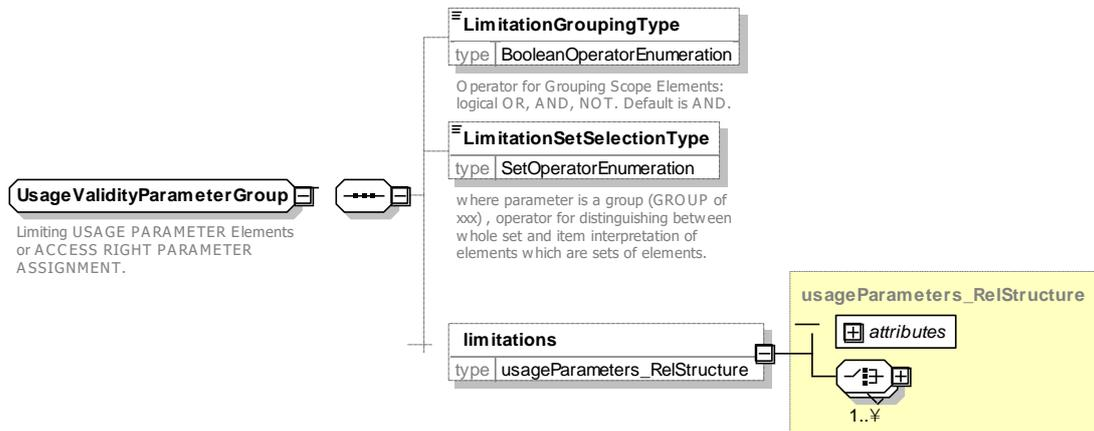 LimitationGroupingType
type BooleanOperatorEnumeration
Operator for Grouping Scope Elements:
logical OR, AND, NOT. Default is AND.
LimitationSetSelectionType
type SetOperatorEnumeration
where parameter is a group (GROUP of
xxx) , operator for distinguishing between
whole set and item interpretation of
elements which are sets of elements.
UsageValidityParameterGroup
Limiting USAGE PARAMETER Elements
or ACCESS RIGHT PARAMETER
ASSIGNMENT.
limitations
type usageParameters_RelStructure
usageParameters_RelStructure
attributes
1..¥